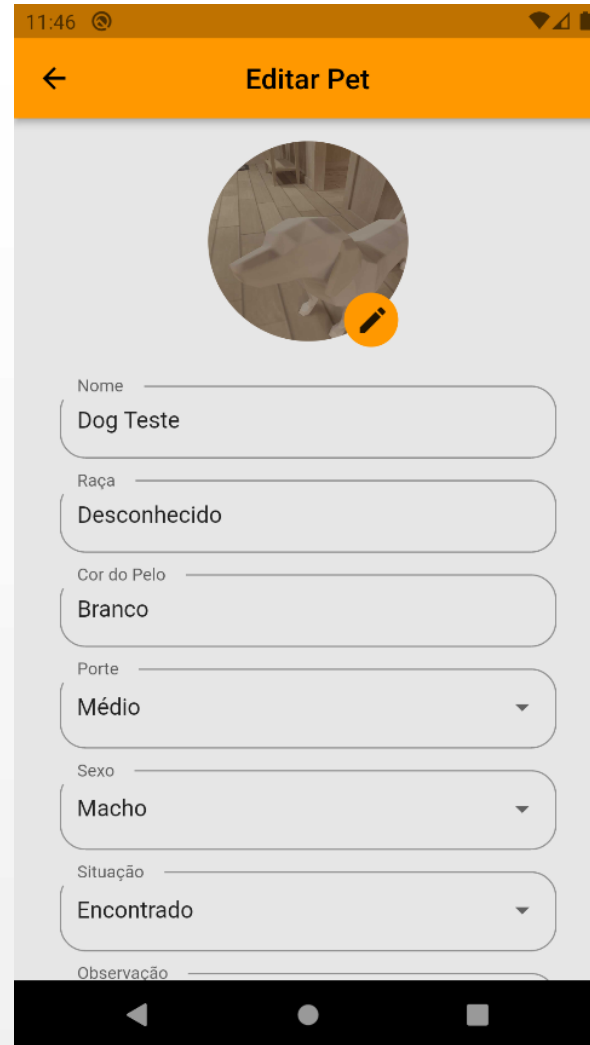 11:46
Editar Pet
Nome
Dog Teste
Raça
Desconhecido
Cor do Pelo
Branco
Porte
Médio
Sexo
Macho
Situação
Encontrado
Observação